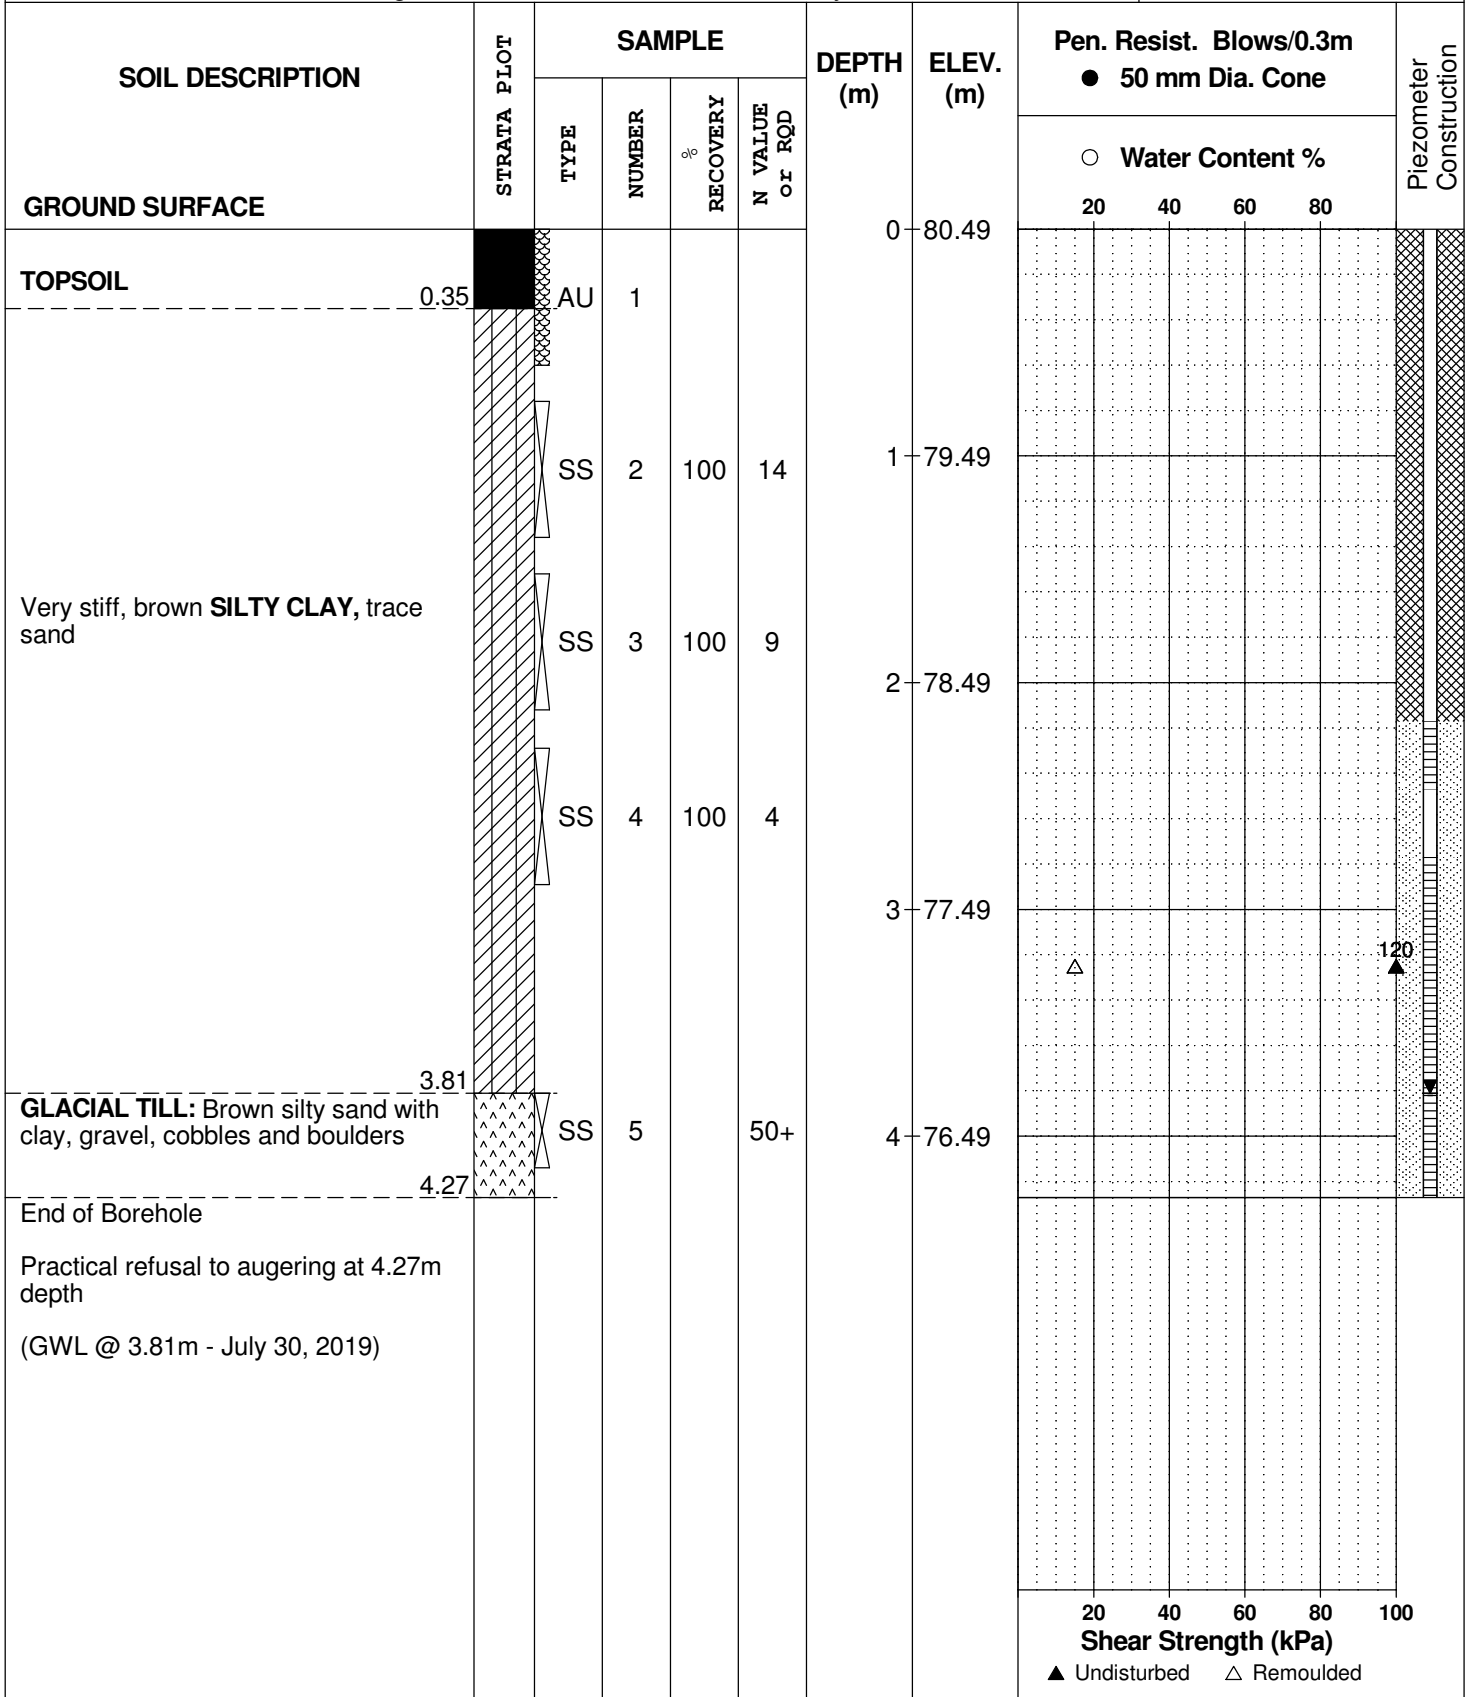 SOIL DESCRIPTION
GROUND SURFACE
STRATA PLOT
SAMPLE
TYPE
NUMBER
%
RECOVERY
N VALUE
or RQD
DEPTH
(m)
ELEV.
(m)
Pen. Resist. Blows/0.3m
● 50 mm Dia. Cone
○ Water Content %
20 40 60 80
Piezometer
Construction
0 80.49
TOPSOIL
0.35
AU 1
SS 2 100 14
1 79.49
Very stiff, brown SILTY CLAY, trace
sand
SS 3 100 9
2 78.49
SS 4 100 4
3 77.49
120
3.81
GLACIAL TILL: Brown silty sand with
clay, gravel, cobbles and boulders
SS 5 50+
4 76.49
4.27
End of Borehole
Practical refusal to augering at 4.27m
depth
(GWL @ 3.81m - July 30, 2019)
20 40 60 80 100
Shear Strength (kPa)
▲ Undisturbed △ Remoulded